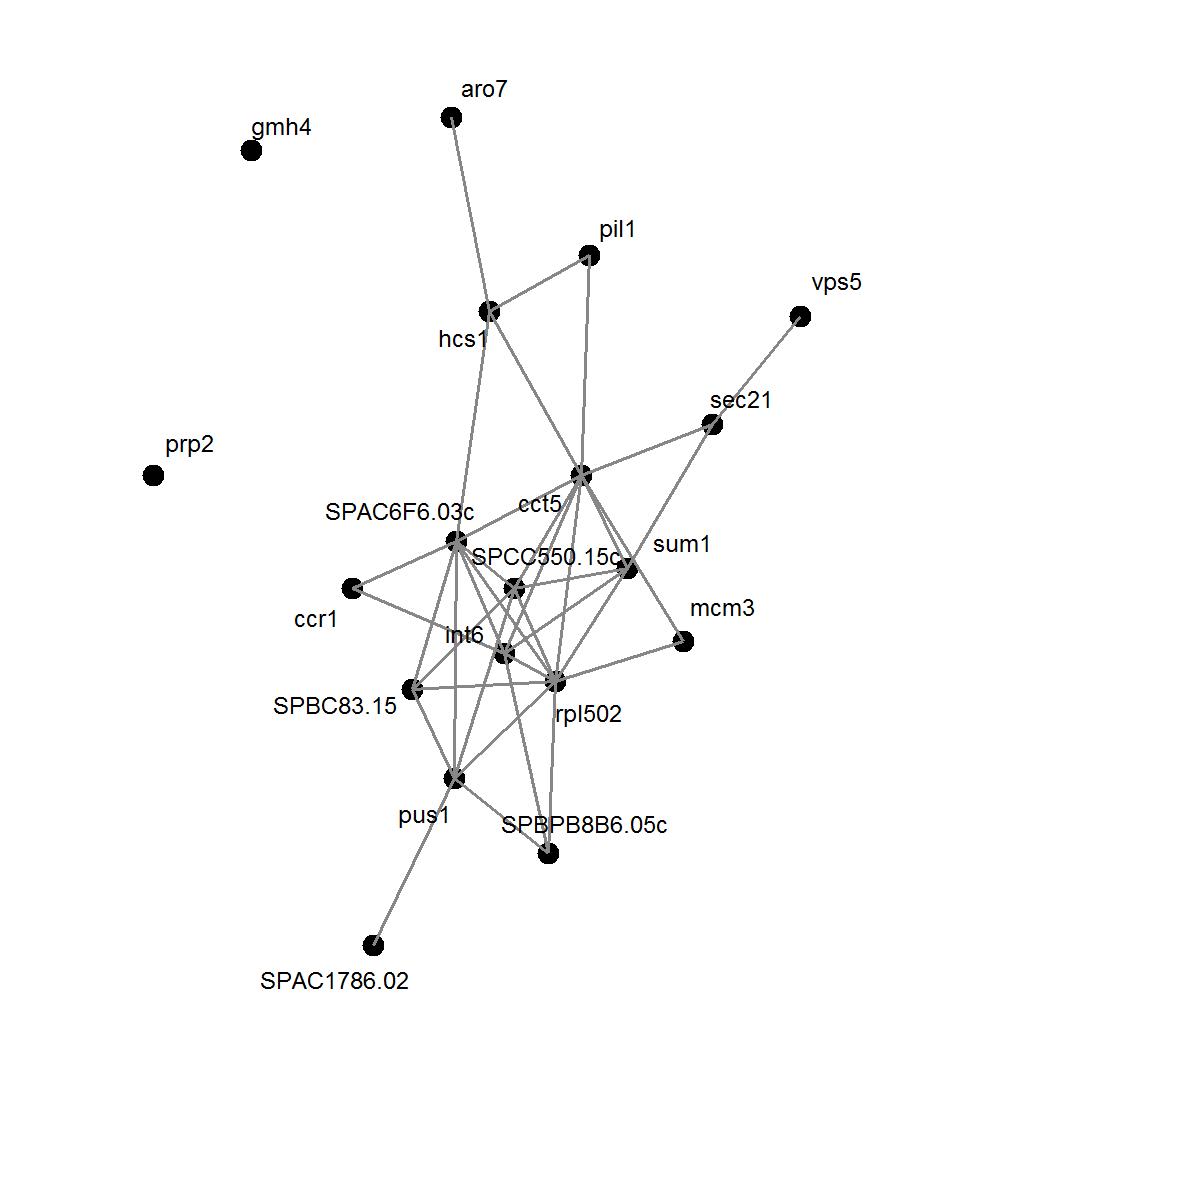 aro7
gmh4
pil1
vps5
hcs1
sec21
prp2
cct5
SPAC6F6.03c
sum1
SPCC550.15c
mcm3
ccr1
int6
SPBC83.15
rpl502
pus1
SPBPB8B6.05c
SPAC1786.02